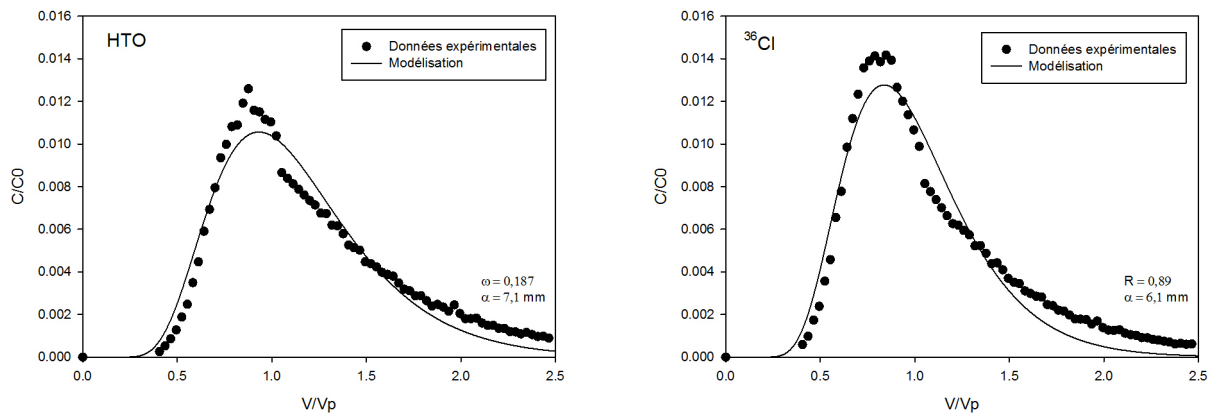 HTO
Données expérimentales
Modélisation
0.016
0.014
0.012
0.010
0.008
0.006
0.004
0.002
0.000
C/C0
ω = 0,187
α = 7,1 mm
0.0 0.5 1.0 1.5 2.0 2.5
V/Vp
³⁶Cl
Données expérimentales
Modélisation
0.016
0.014
0.012
0.010
0.008
0.006
0.004
0.002
0.000
C/C0
R = 0,89
α = 6,1 mm
0.0 0.5 1.0 1.5 2.0 2.5
V/Vp